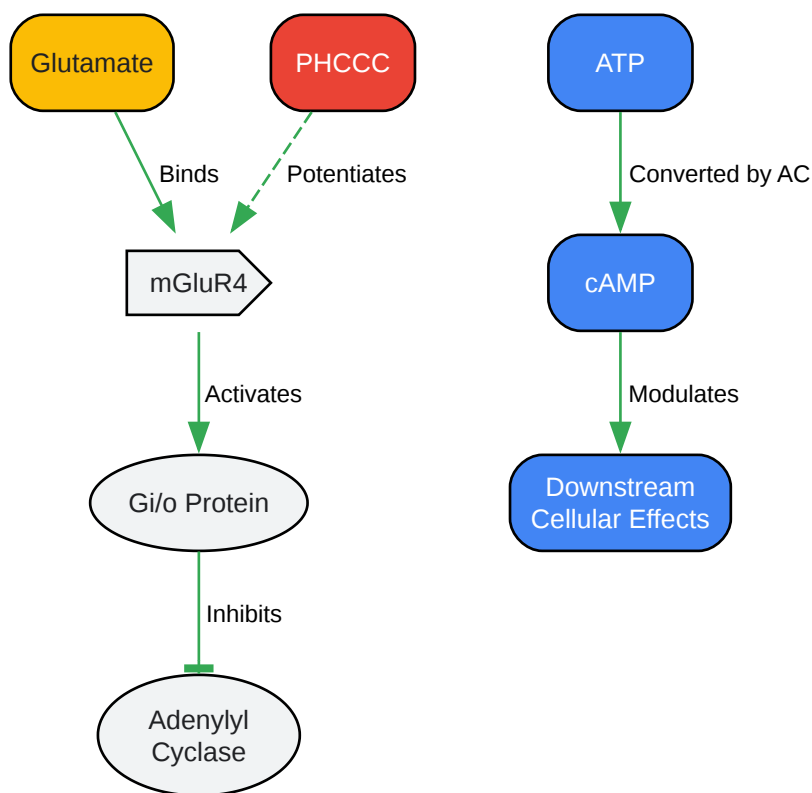 Glutamate
PHCCC
ATP
Binds
Potentiates
Converted by AC
mGluR4
cAMP
Activates
Modulates
Gi/o Protein
Downstream
Cellular Effects
Inhibits
Adenylyl
Cyclase